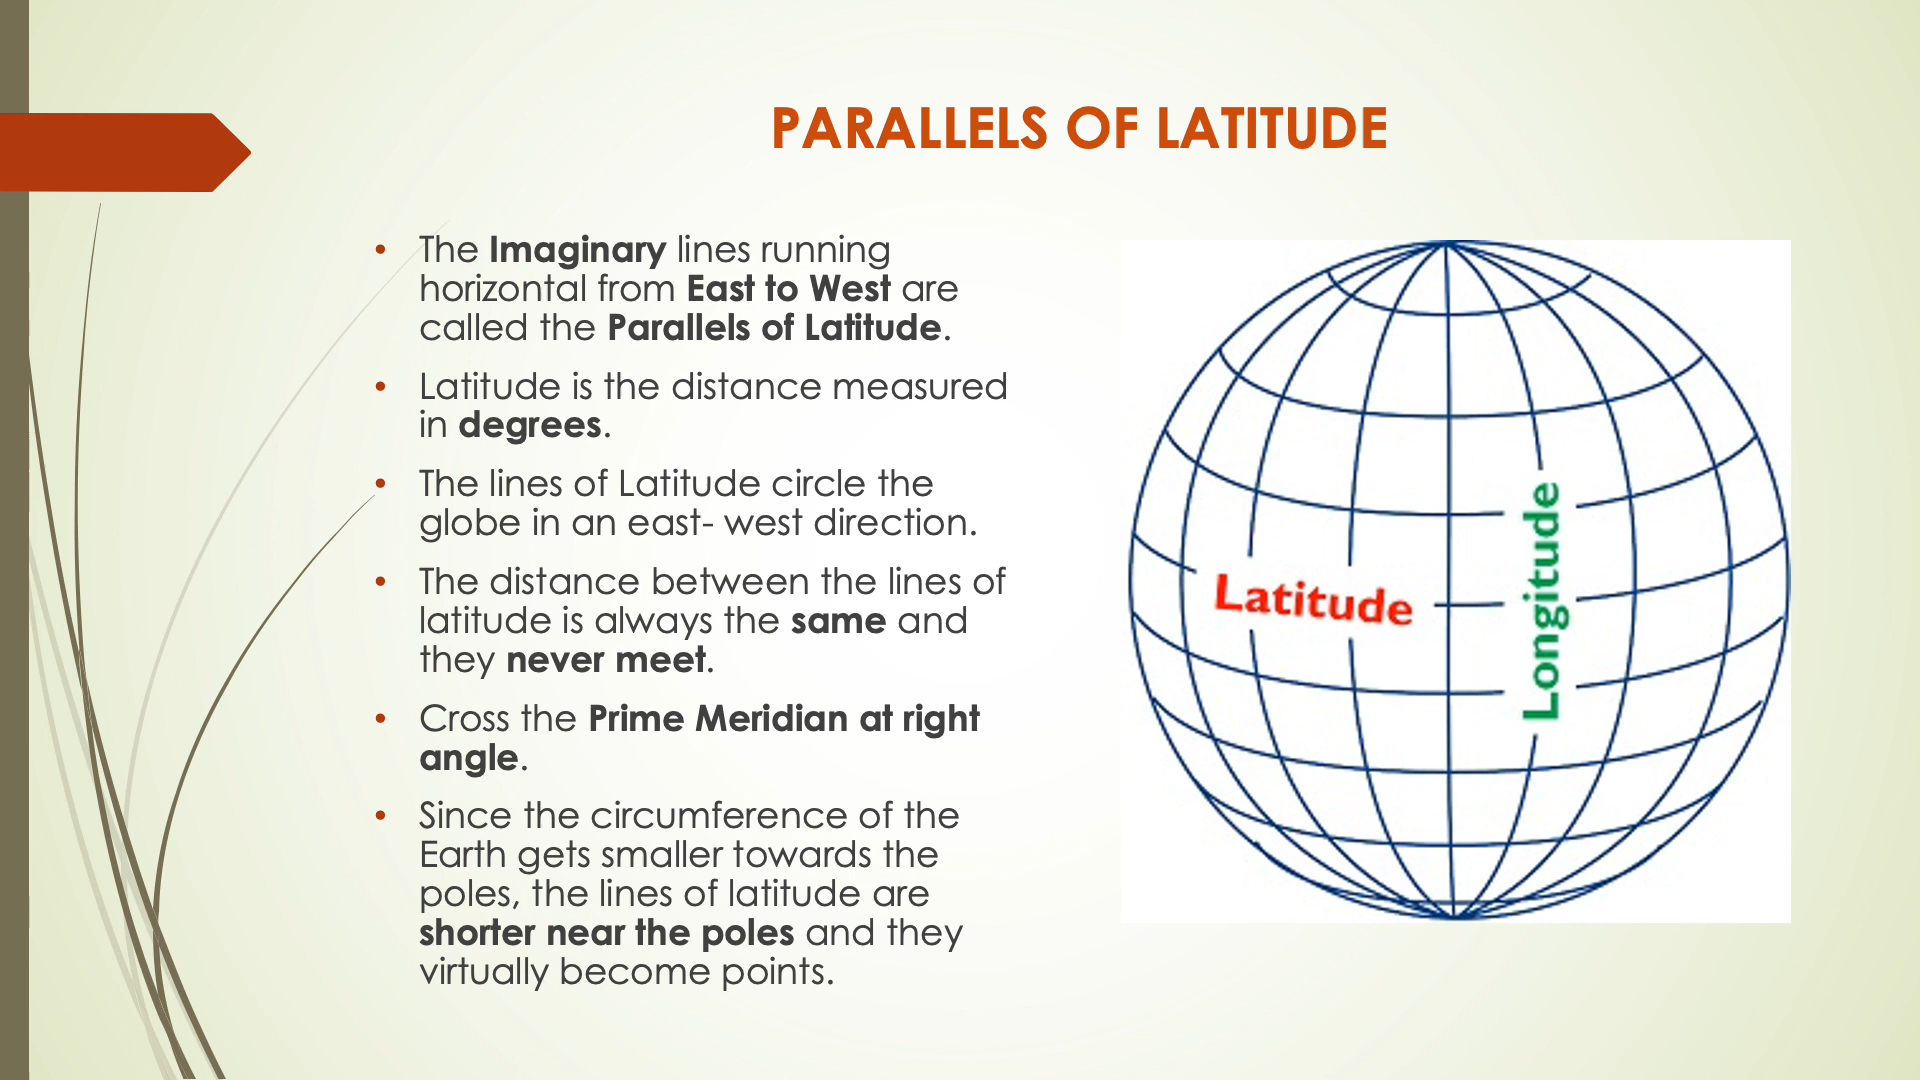 PARALLELS OF LATITUDE
• The Imaginary lines running
horizontal from East to West are
called the Parallels of Latitude.
• Latitude is the distance measured
in degrees.
• The lines of Latitude circle the
globe in an east- west direction.
• The distance between the lines of
latitude is always the same and
they never meet.
• Cross the Prime Meridian at right
angle.
• Since the circumference of the
Earth gets smaller towards the
poles, the lines of latitude are
shorter near the poles and they
virtually become points.
Latitude
Longitude